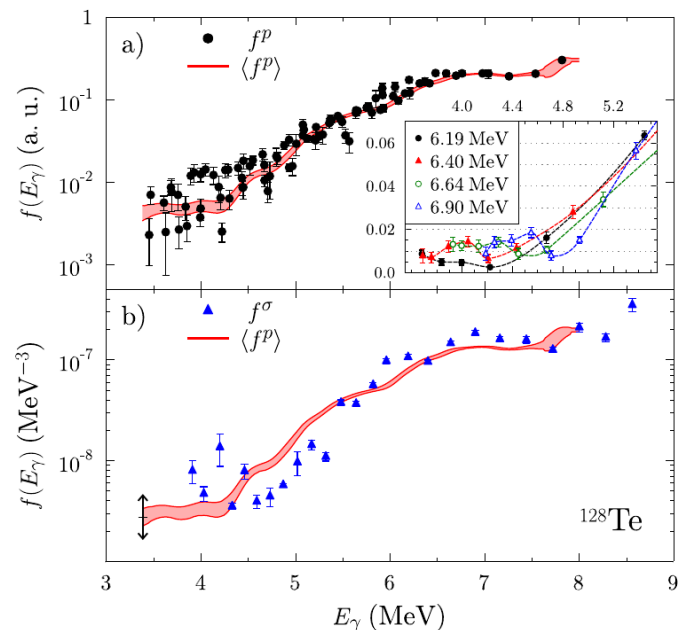 a)
f^p
⟨f^p⟩
f(E_γ) (a. u.)
1
10^-1
10^-2
10^-3
4.0 4.4 4.8 5.2
0.06
0.04
0.02
0.01
0.0
6.19 MeV
6.40 MeV
6.64 MeV
6.90 MeV
b)
f^σ
⟨f^p⟩
f(E_γ) (MeV^−3)
10^-7
10^-8
^128Te
3 4 5 6 7 8 9
E_γ (MeV)